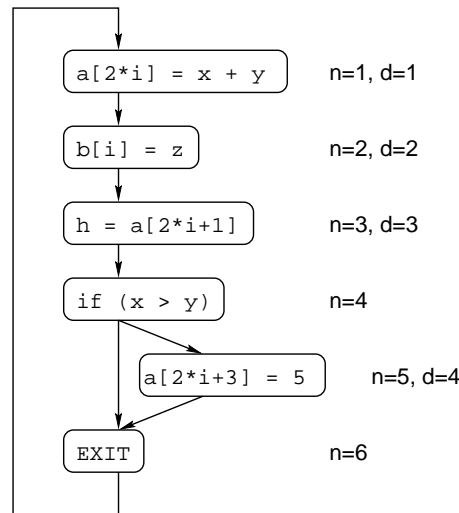 a[2*i] = x + y n=1, d=1
b[i] = z n=2, d=2
h = a[2*i+1] n=3, d=3
if (x > y) n=4
a[2*i+3] = 5 n=5, d=4
EXIT n=6